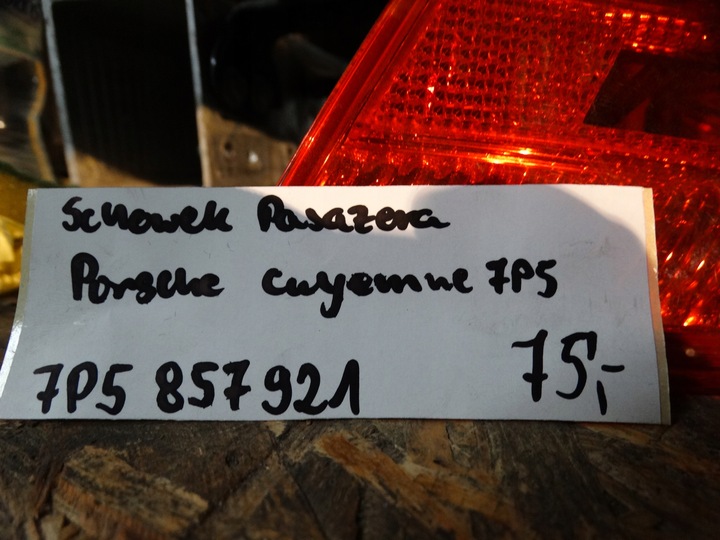 Schowek Pasażera
Porsche cayenne 7P5
7P5 857 921
75,-